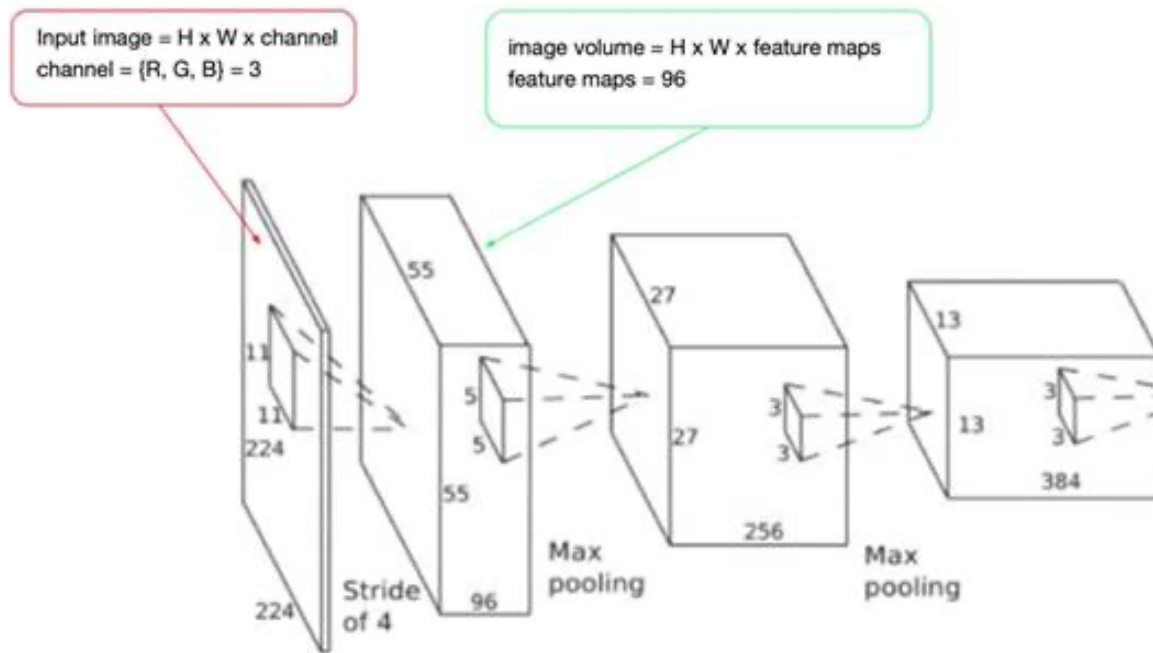 Input image = H x W x channel
channel = {R, G, B} = 3
image volume = H x W x feature maps
feature maps = 96
11
11
224
224
Stride
of 4
55
5
5
55
96
Max
pooling
27
3
3
27
256
Max
pooling
13
3
3
13
384